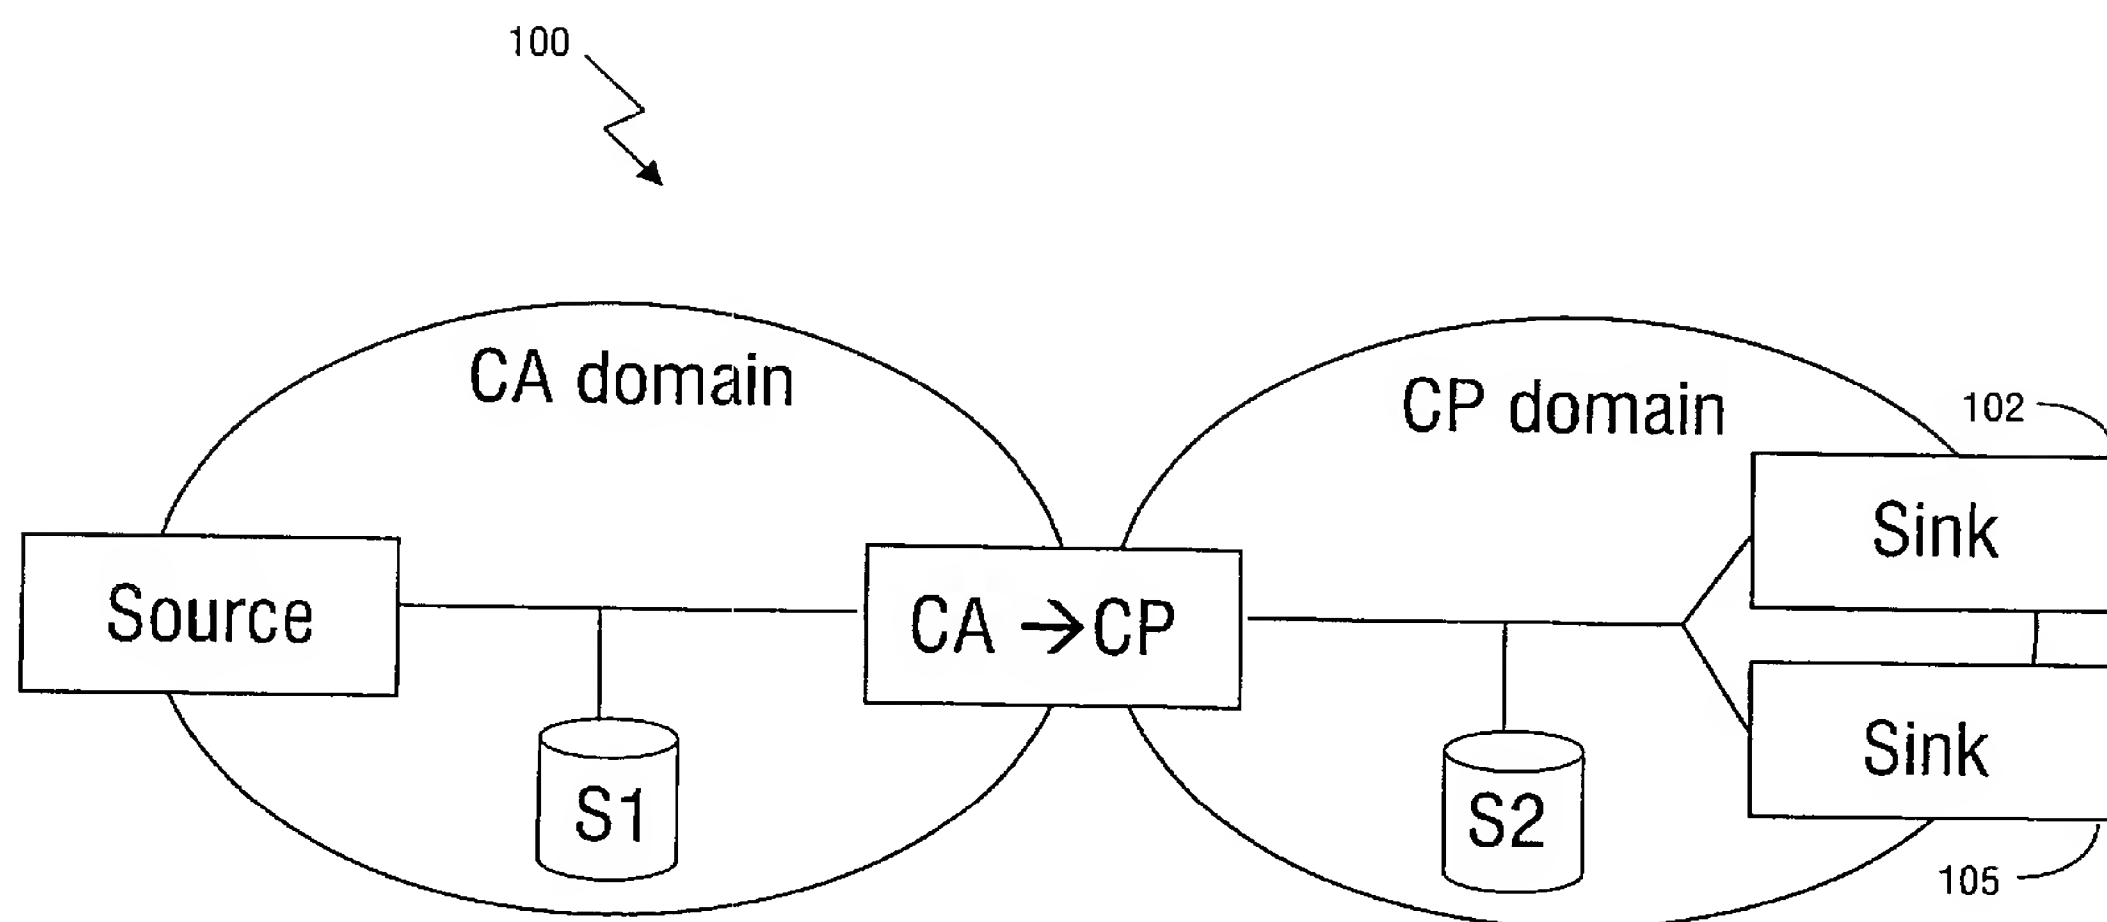 100
CA domain
CP domain
102
Source
CA → CP
Sink
S1
S2
Sink
105